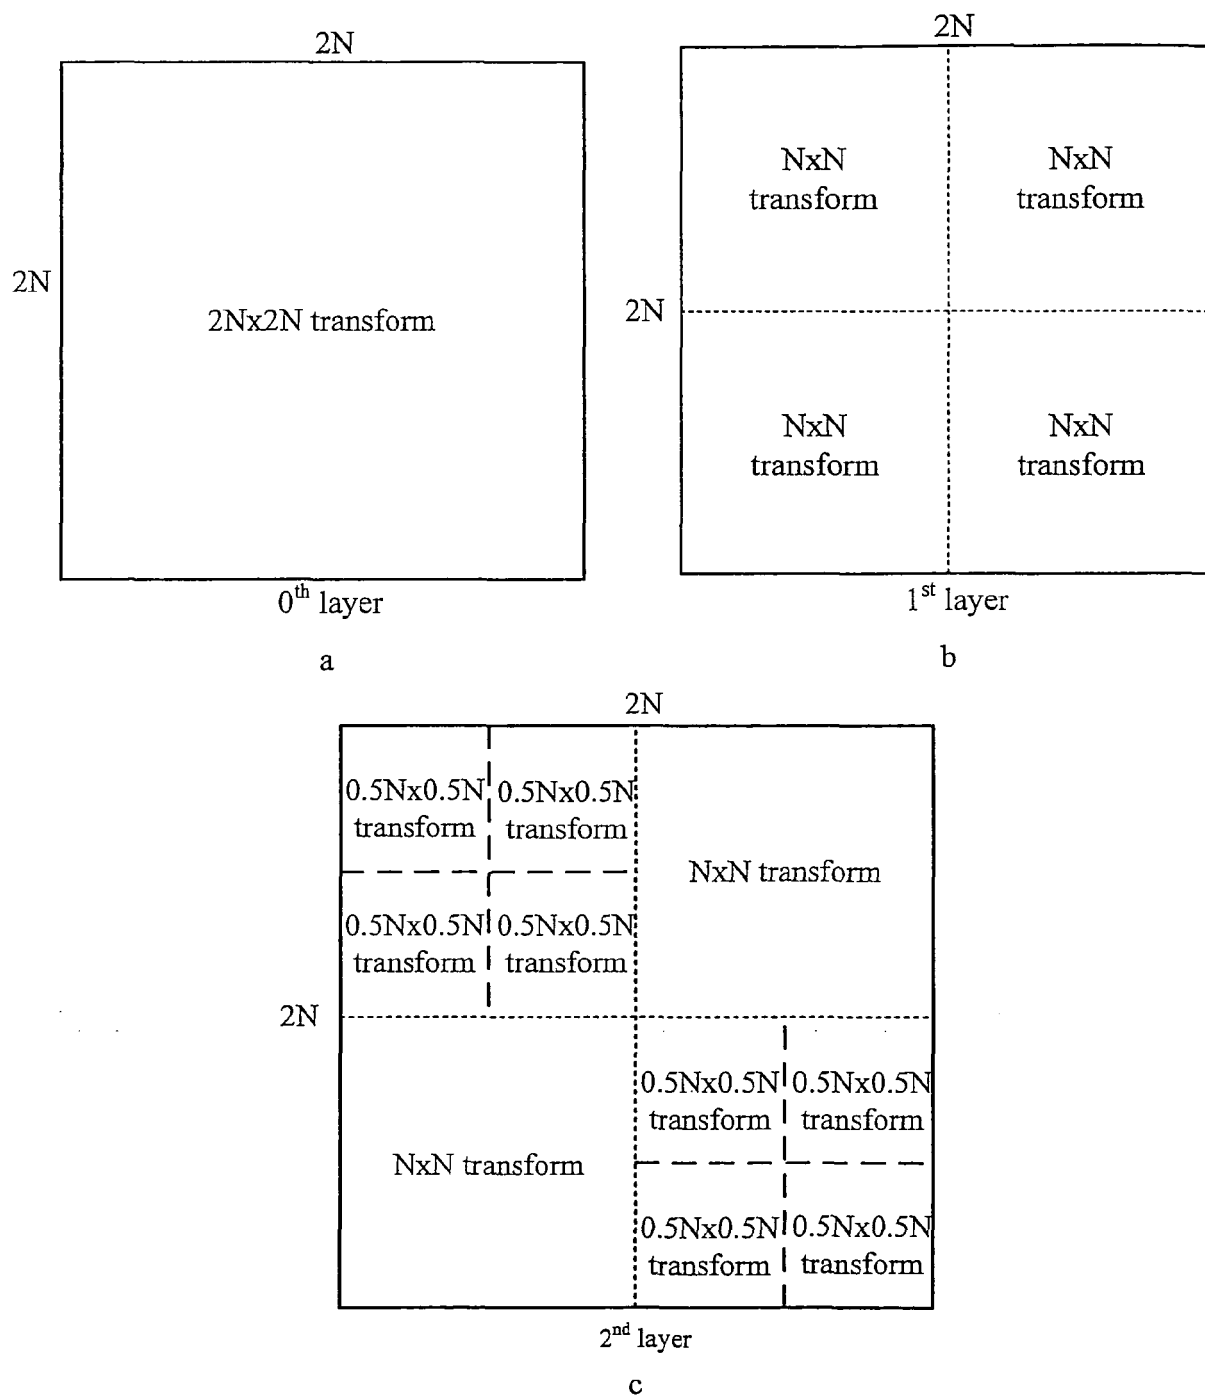 2N
2N
2Nx2N transform
0th layer
a
2N
NxN
transform
NxN
transform
2N
NxN
transform
NxN
transform
1st layer
b
2N
0.5Nx0.5N
transform
0.5Nx0.5N
transform
NxN transform
0.5Nx0.5N
transform
0.5Nx0.5N
transform
2N
NxN transform
0.5Nx0.5N
transform
0.5Nx0.5N
transform
0.5Nx0.5N
transform
0.5Nx0.5N
transform
2nd layer
c